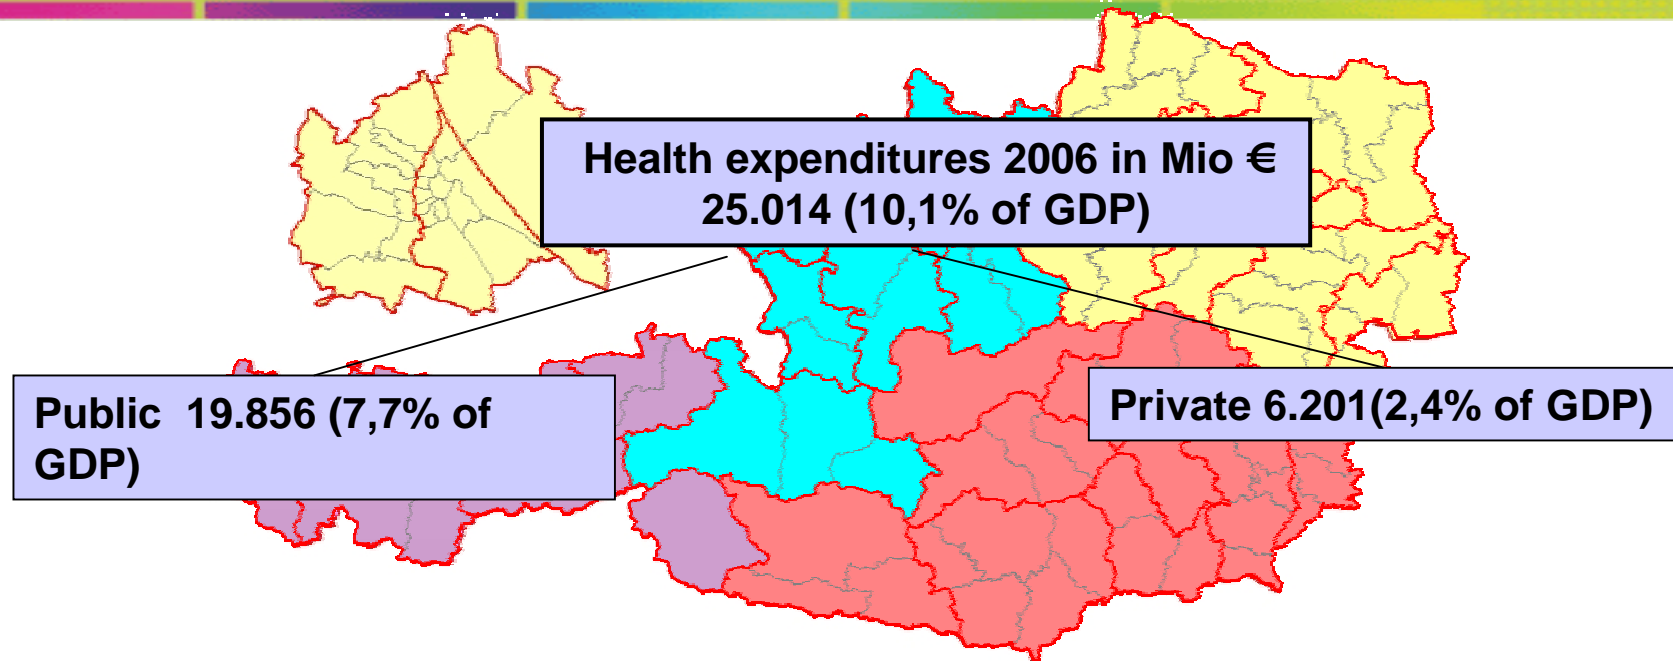 Health expenditures 2006 in Mio €
25.014 (10,1% of GDP)
Public 19.856 (7,7% of
GDP)
Private 6.201(2,4% of GDP)